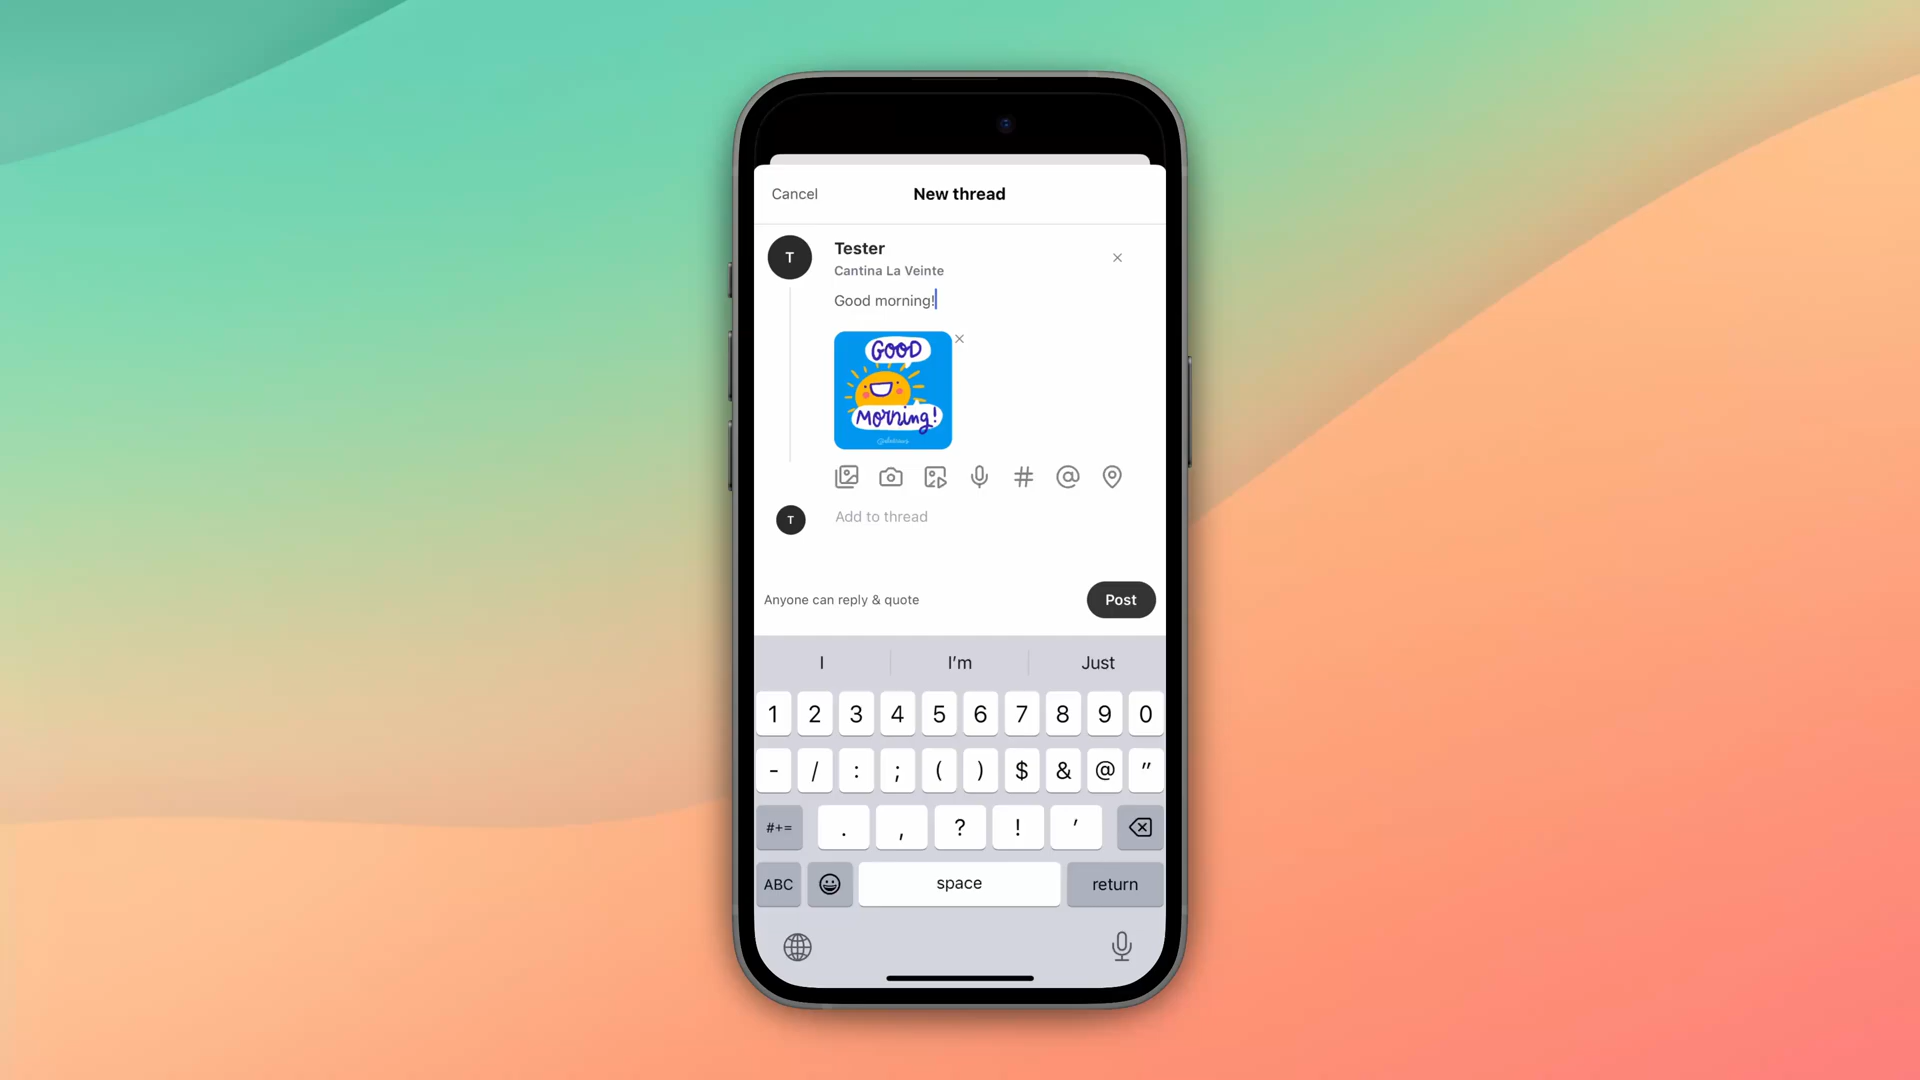 Cancel
New thread
T
Tester
Cantina La Veinte
Good morning!
GOOD
Morning!
#
@
T
Add to thread
Anyone can reply & quote
Post
I
I'm
Just
1 2 3 4 5 6 7 8 9 0
- / : ; ( ) $ & @ "
#+= . , ? ! '
ABC
space
return